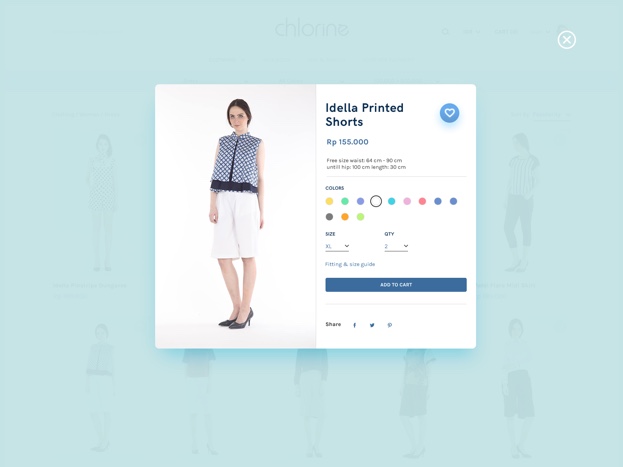 chlorine
Idella Printed
Shorts
Rp 155.000
Free size waist: 64 cm - 90 cm
untill hip: 100 cm length: 30 cm
COLORS
SIZE QTY
XL 2
Fitting & size guide
ADD TO CART
Share